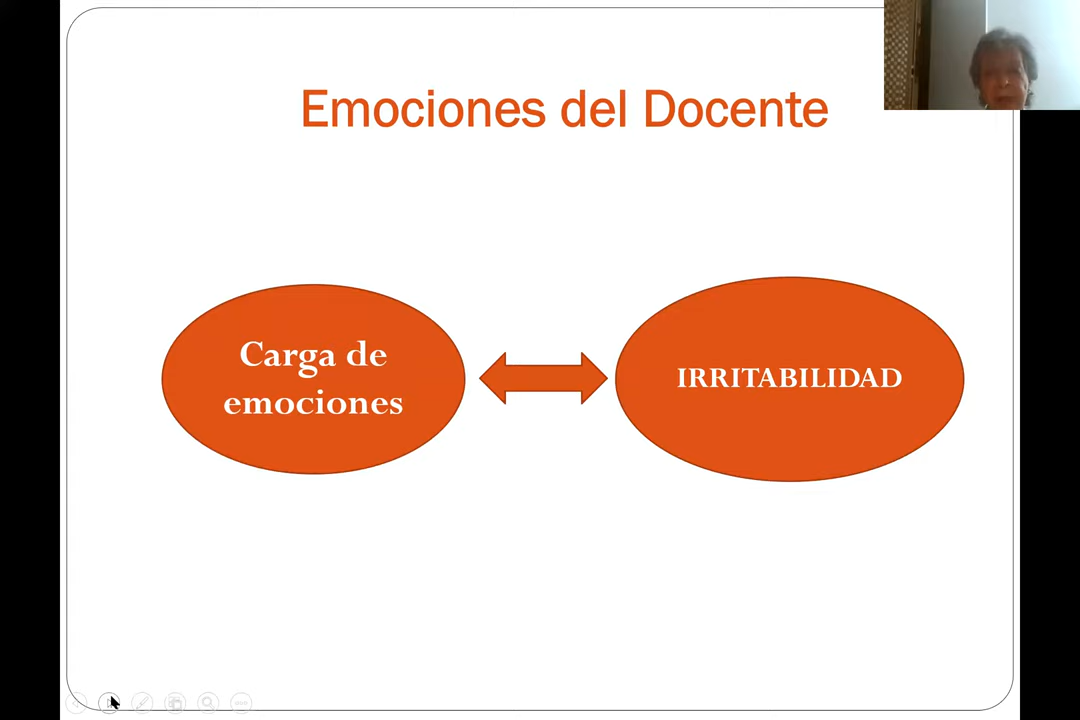 Emociones del Docente
Carga de
emociones
IRRITABILIDAD